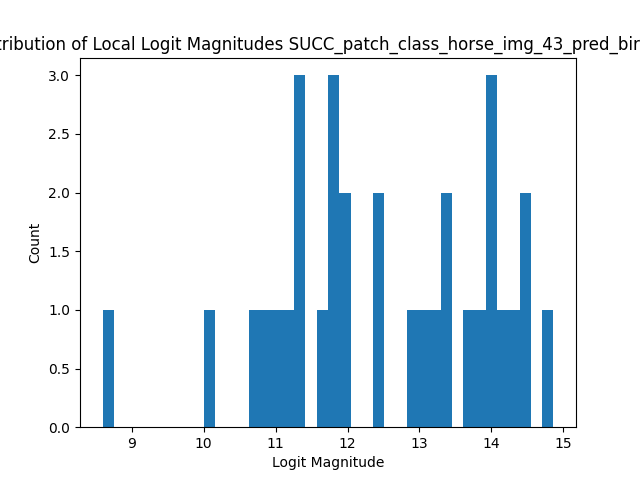 tribution of Local Logit Magnitudes SUCC_patch_class_horse_img_43_pred_bir
3.0
2.5
2.0
1.5
1.0
0.5
0.0
Count
9 10 11 12 13 14 15
Logit Magnitude